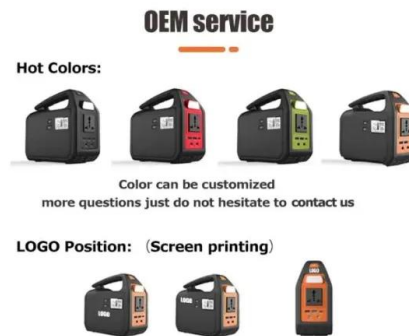 OEM service
Hot Colors:
Color can be customized
more questions just do not hesitate to contact us
LOGO Position: （Screen printing）
LOGO
LOGO
LOGO